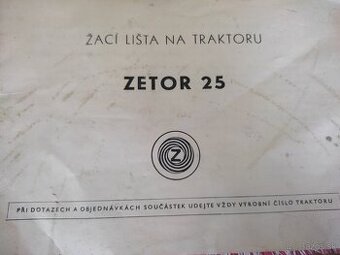 ŽACÍ LIŠTA NA TRAKTORU
ZETOR 25
Z
PŘI DOTAZECH A OBJEDNÁVKÁCH SOUČÁSTEK UDEJTE VŽDY VÝROBNÍ ČÍSLO TRAKTORU